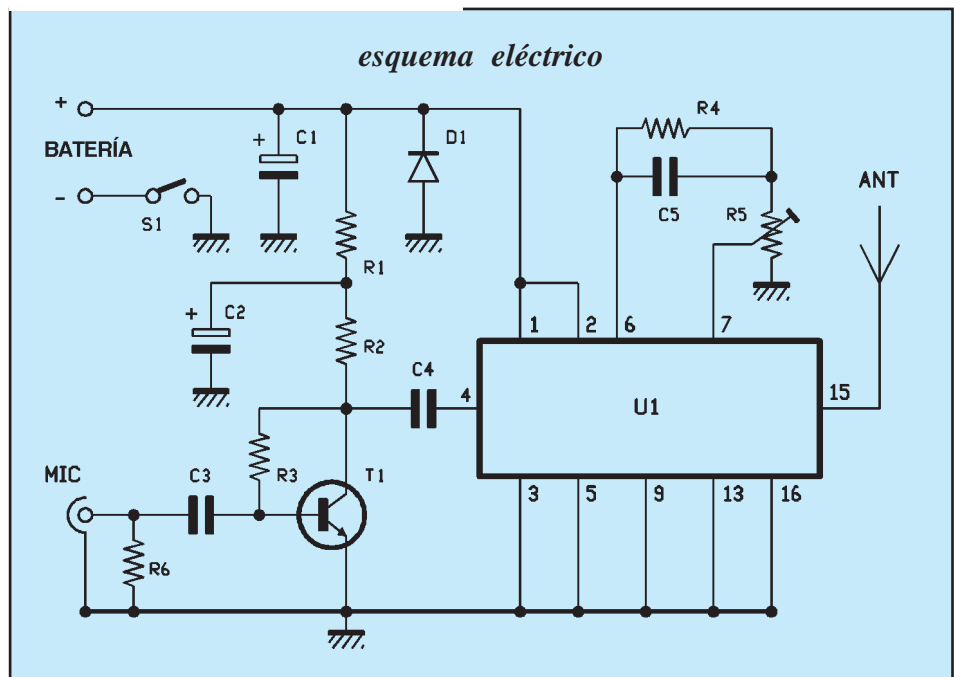 esquema eléctrico
+
BATERÍA
-
S1
+
C1
D1
R1
+
C2
R2
C4
R4
C5
R5
ANT
1
2
6
7
4
U1
15
MIC
C3
R3
T1
R6
3
5
9
13
16